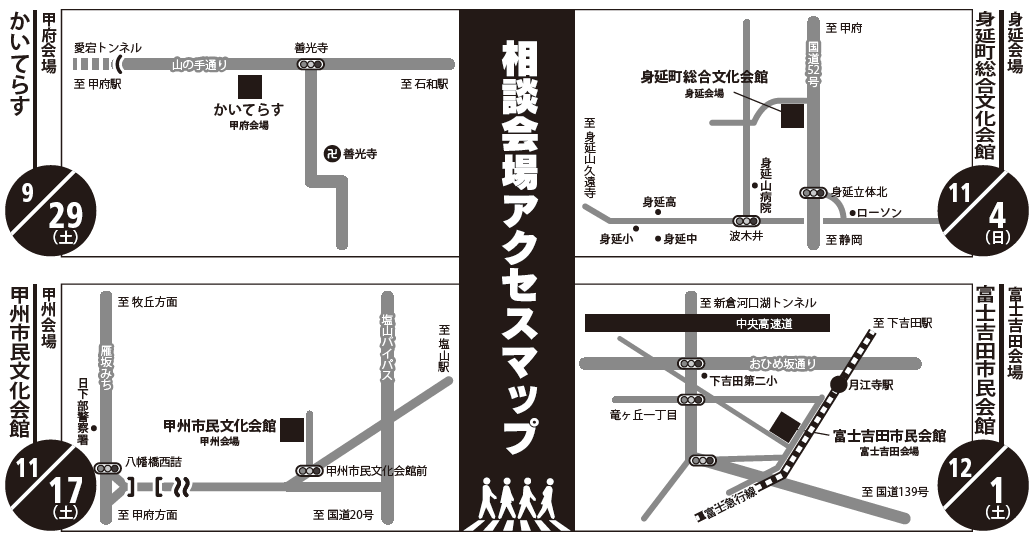 相談会場アクセスマップ
甲府会場
かいてらす
9/29(土)
愛宕トンネル
山の手通り
善光寺
至 甲府駅
至 石和駅
かいてらす
甲府会場
卍善光寺
身延会場
身延町総合文化会館
11/4(日)
至 甲府
国道52号
身延町総合文化会館
身延会場
至 身延山久遠寺
身延山病院
身延立体北
身延高
ローソン
身延小
身延中
波木井
至 静岡
甲州会場
甲州市民文化会館
11/17(土)
至 牧丘方面
塩山バイパス
至 塩山駅
雁坂みち
日下部警察署
甲州市民文化会館
甲州会場
八幡橋西詰
甲州市民文化会館前
至 甲府方面
至 国道20号
富士吉田会場
富士吉田市民会館
12/1(土)
至 新倉河口湖トンネル
中央高速道
至 下吉田駅
おひめ坂通り
下吉田第二小
月江寺駅
竜ヶ丘一丁目
富士吉田市民会館
富士吉田会場
富士急行線
至 国道139号